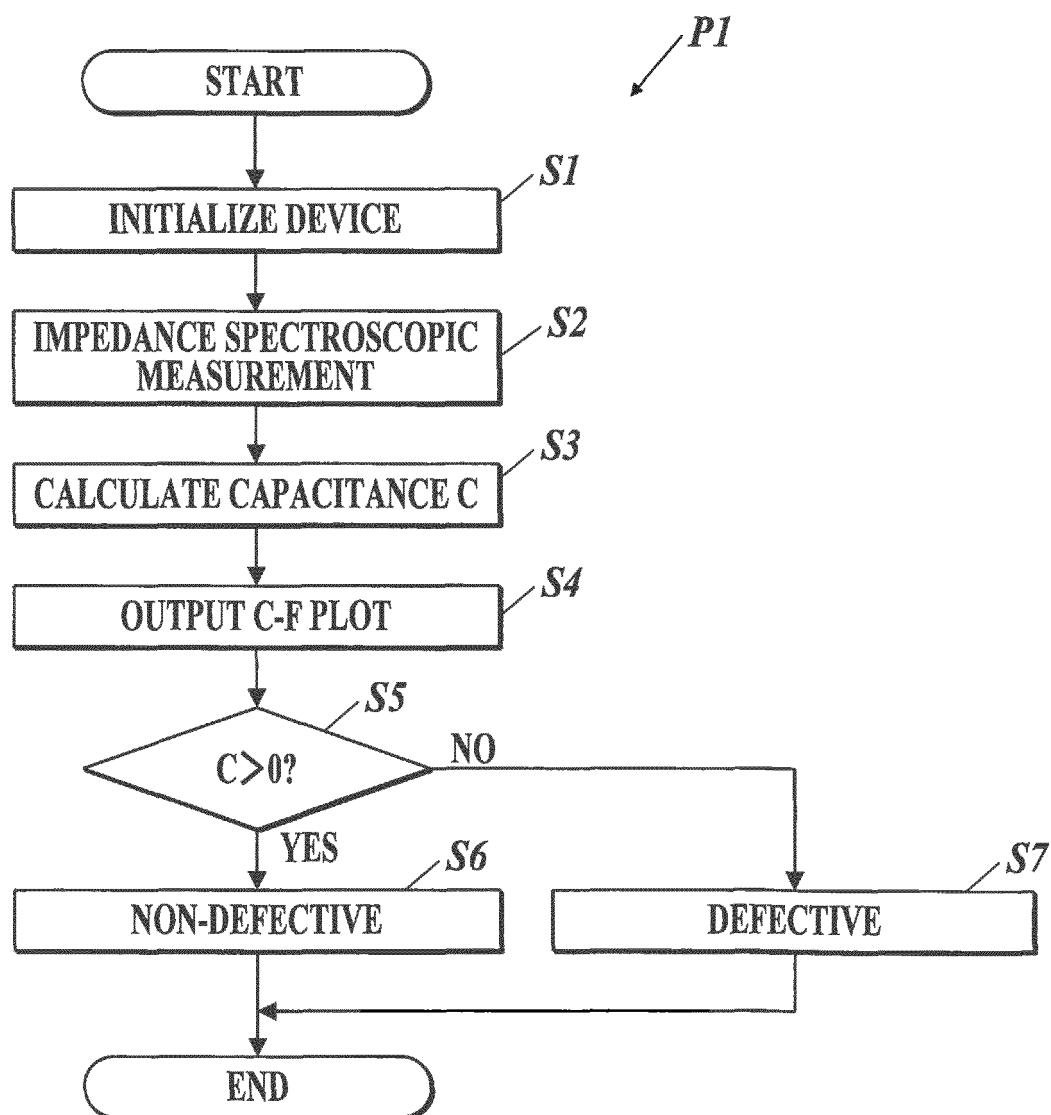 P1
START
S1
INITIALIZE DEVICE
S2
IMPEDANCE SPECTROSCOPIC
MEASUREMENT
S3
CALCULATE CAPACITANCE C
S4
OUTPUT C-F PLOT
S5
C>0?
NO
YES
S6
NON-DEFECTIVE
S7
DEFECTIVE
END